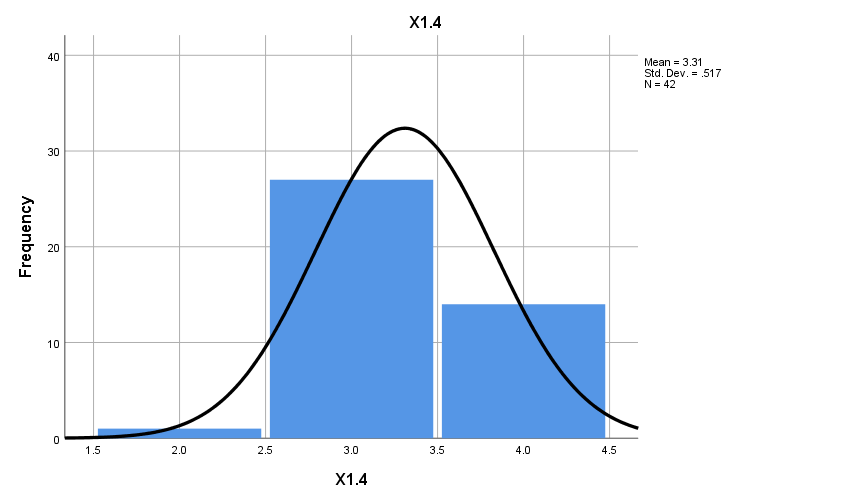 X1.4
Mean = 3.31
Std. Dev. = .517
N = 42
Frequency
40
30
20
10
0
1.5 2.0 2.5 3.0 3.5 4.0 4.5
X1.4